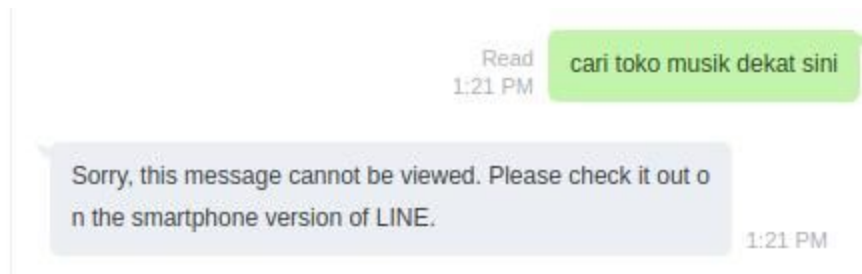 Read
cari toko musik dekat sini
1:21 PM
Sorry, this message cannot be viewed. Please check it out o
n the smartphone version of LINE.
1:21 PM